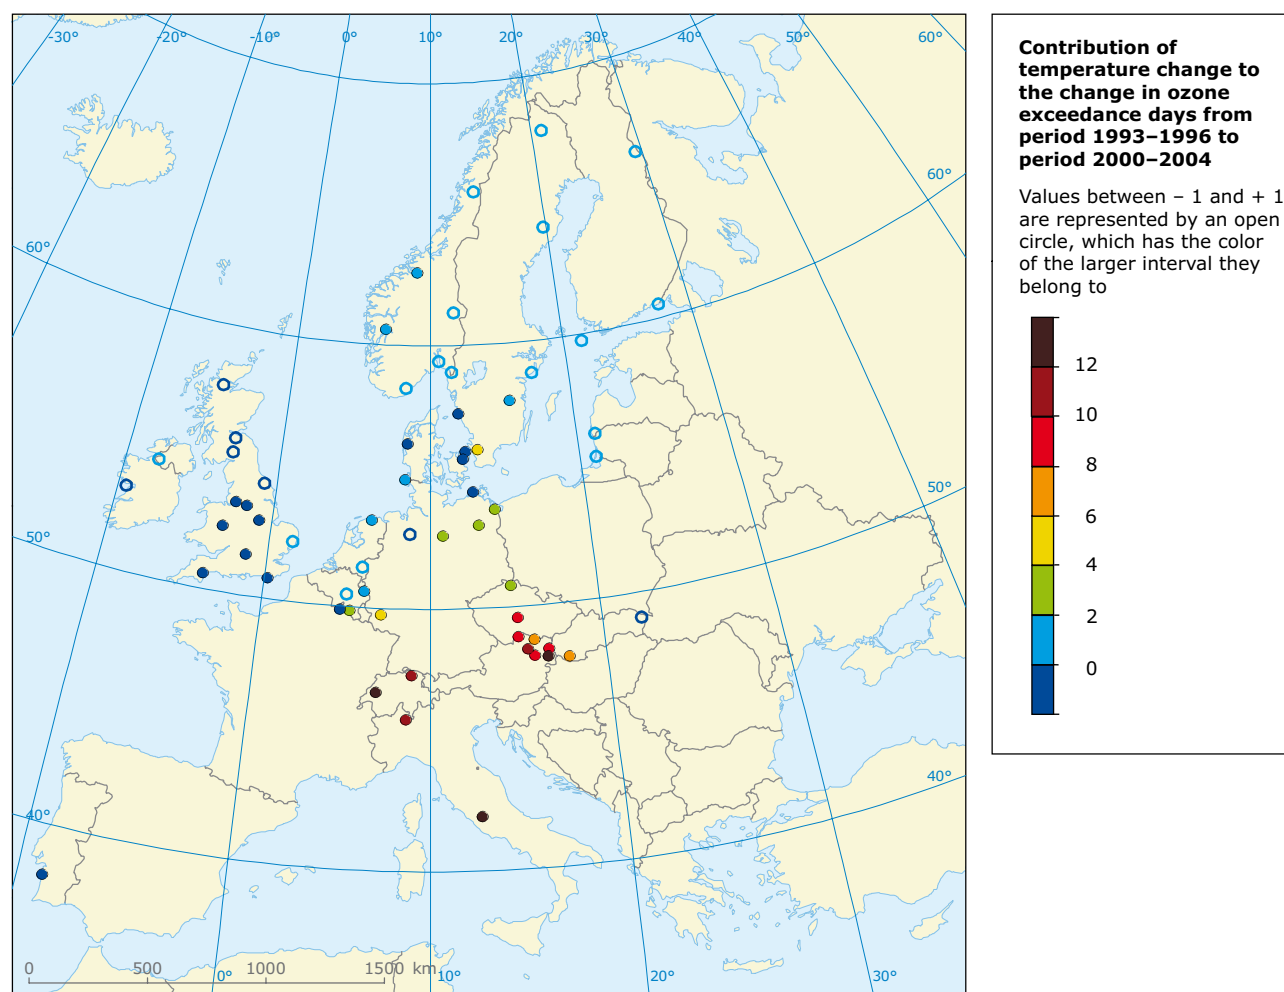 -30°
-20°
-10°
0°
10°
20°
30°
40°
50°
60°
60°
60°
50°
50°
40°
40°
0
500
1000
1500 km
0°
10°
20°
30°
Contribution of
temperature change to
the change in ozone
exceedance days from
period 1993–1996 to
period 2000–2004
Values between – 1 and + 1
are represented by an open
circle, which has the color
of the larger interval they
belong to
12
10
8
6
4
2
0